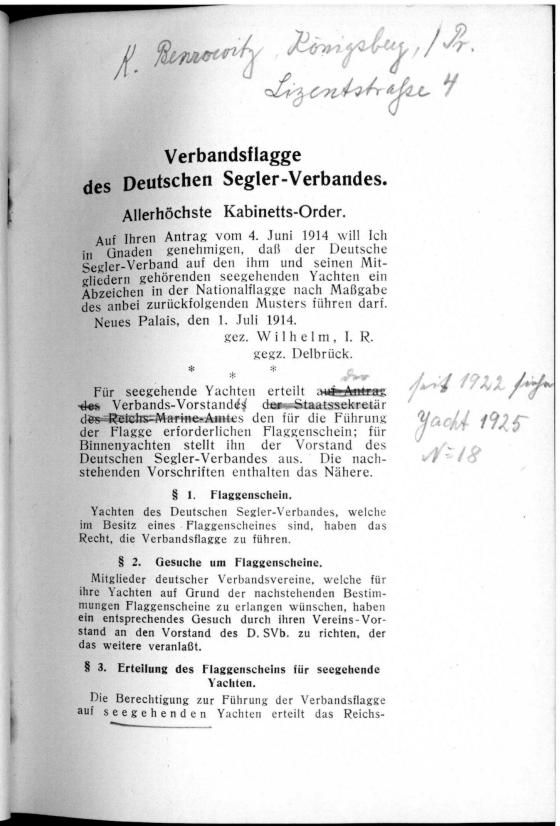 K. Benrowitz, Königsberg, / Pr.
Lizentstraße 4
Verbandsflagge
des Deutschen Segler-Verbandes.
Allerhöchste Kabinetts-Order.
Auf Ihren Antrag vom 4. Juni 1914 will Ich
in Gnaden genehmigen, daß der Deutsche
Segler-Verband auf den ihm und seinen Mit-
gliedern gehörenden seegehenden Yachten ein
Abzeichen in der Nationalflagge nach Maßgabe
des anbei zurückfolgenden Musters führen darf.
Neues Palais, den 1. Juli 1914.
gez. Wilhelm, I. R.
gegz. Delbrück.
* * *
der
Für seegehende Yachten erteilt auf Antrag
des Verbands-Vorstandes der Staatssekretär
des Reichs-Marine-Amtes den für die Führung
der Flagge erforderlichen Flaggenschein; für
Binnenyachten stellt ihn der Vorstand des
Deutschen Segler-Verbandes aus. Die nach-
stehenden Vorschriften enthalten das Nähere.
seit 1922 siehe
Yacht 1925
No 18
§ 1. Flaggenschein.
Yachten des Deutschen Segler-Verbandes, welche
im Besitz eines Flaggenscheines sind, haben das
Recht, die Verbandsflagge zu führen.
§ 2. Gesuche um Flaggenscheine.
Mitglieder deutscher Verbandsvereine, welche für
ihre Yachten auf Grund der nachstehenden Bestim-
mungen Flaggenscheine zu erlangen wünschen, haben
ein entsprechendes Gesuch durch ihren Vereins-Vor-
stand an den Vorstand des D. SVb. zu richten, der
das weitere veranlaßt.
§ 3. Erteilung des Flaggenscheins für seegehende
Yachten.
Die Berechtigung zur Führung der Verbandsflagge
auf seegehenden Yachten erteilt das Reichs-